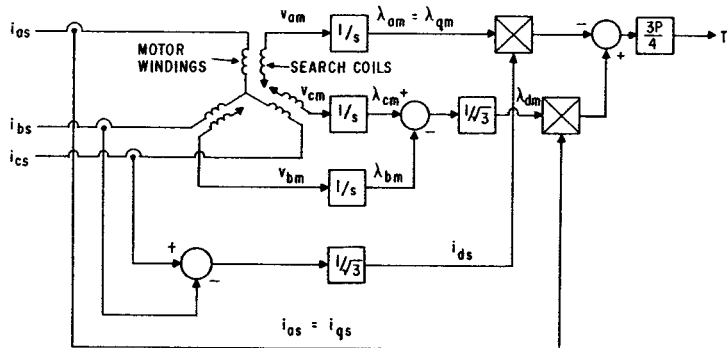 i_as
v_am
1/s
λ_am = λ_qm
−
3P/4
T
+
MOTOR WINDINGS
SEARCH COILS
v_cm
1/s
λ_cm
+
−
1/√3
λ_dm
i_bs
i_cs
v_bm
1/s
λ_bm
+
−
1/√3
i_ds
i_as = i_qs